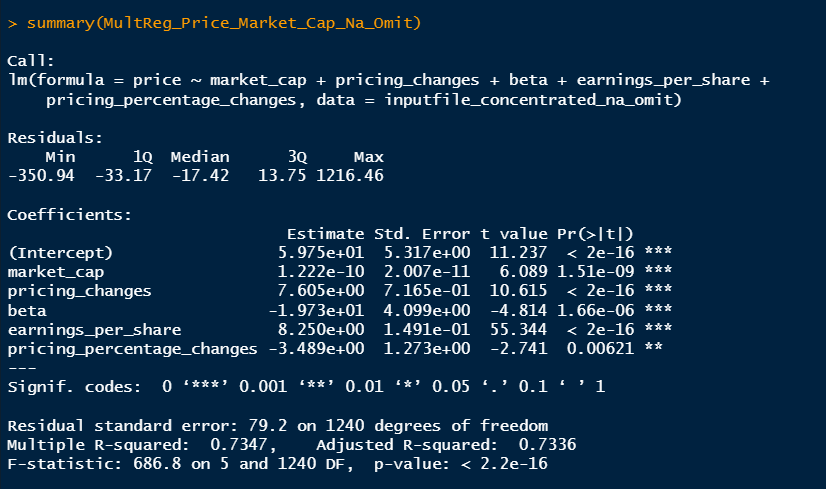 > summary(MultReg_Price_Market_Cap_Na_Omit)
Call:
lm(formula = price ~ market_cap + pricing_changes + beta + earnings_per_share +
    pricing_percentage_changes, data = inputfile_concentrated_na_omit)
Residuals:
    Min      1Q  Median      3Q     Max
-350.94  -33.17  -17.42   13.75 1216.46
Coefficients:
                             Estimate Std. Error t value Pr(>|t|)
(Intercept)                 5.975e+01  5.317e+00  11.237  < 2e-16 ***
market_cap                  1.222e-10  2.007e-11   6.089 1.51e-09 ***
pricing_changes             7.605e+00  7.165e-01  10.615  < 2e-16 ***
beta                       -1.973e+01  4.099e+00  -4.814 1.66e-06 ***
earnings_per_share          8.250e+00  1.491e-01  55.344  < 2e-16 ***
pricing_percentage_changes -3.489e+00  1.273e+00  -2.741  0.00621 **
---
Signif. codes:  0 ‘***’ 0.001 ‘**’ 0.01 ‘*’ 0.05 ‘.’ 0.1 ‘ ’ 1
Residual standard error: 79.2 on 1240 degrees of freedom
Multiple R-squared:  0.7347,    Adjusted R-squared:  0.7336
F-statistic: 686.8 on 5 and 1240 DF,  p-value: < 2.2e-16